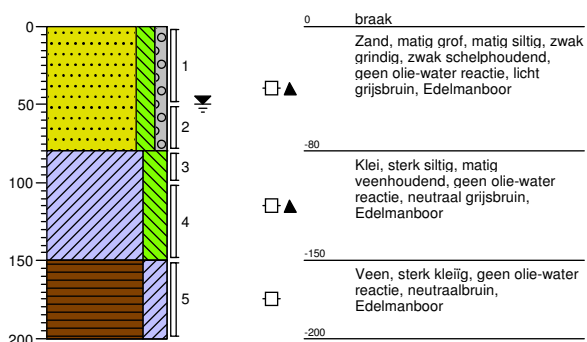 0
50
100
150
200
1
2
3
4
5
0 braak
Zand, matig grof, matig siltig, zwak
grindig, zwak schelphoudend,
geen olie-water reactie, licht
grijsbruin, Edelmanboor
-80
Klei, sterk siltig, matig
veenhoudend, geen olie-water
reactie, neutraal grijsbruin,
Edelmanboor
-150
Veen, sterk kleiïg, geen olie-water
reactie, neutraalbruin,
Edelmanboor
-200